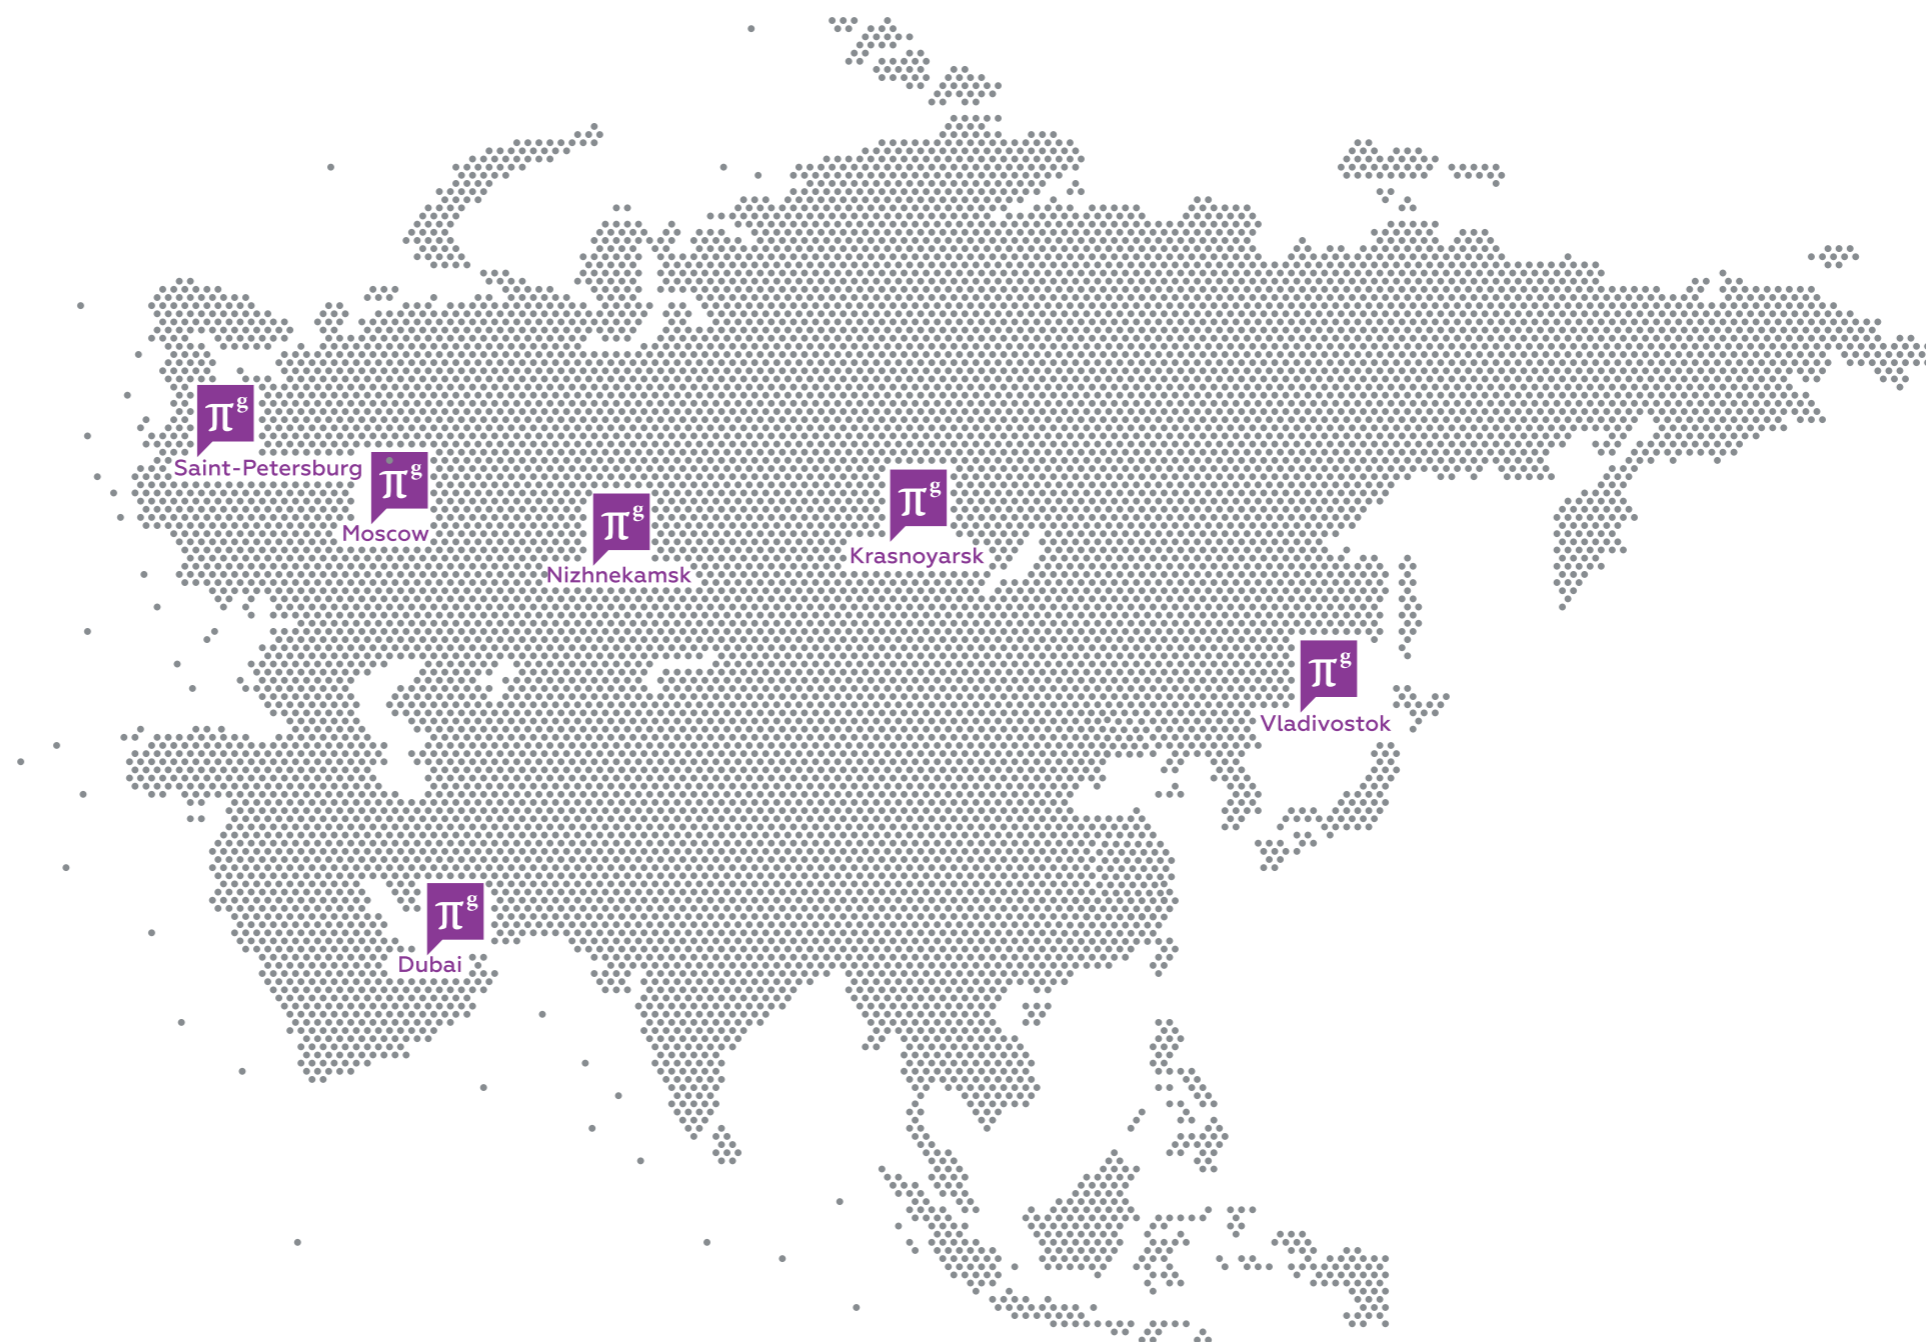 πg
Saint-Petersburg
πg
Moscow
πg
Nizhnekamsk
πg
Krasnoyarsk
πg
Vladivostok
πg
Dubai